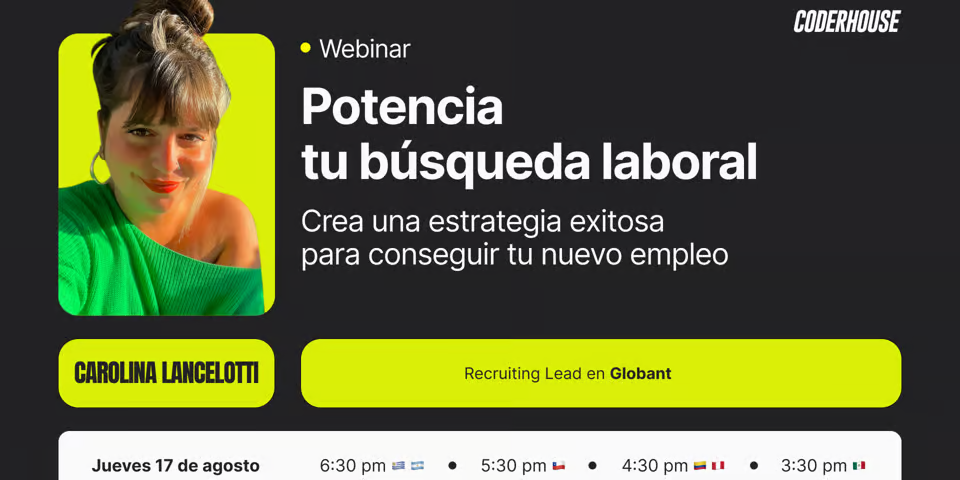 CODERHOUSE
Webinar
Potencia
tu búsqueda laboral
Crea una estrategia exitosa
para conseguir tu nuevo empleo
CAROLINA LANCELOTTI
Recruiting Lead en Globant
Jueves 17 de agosto 6:30 pm • 5:30 pm • 4:30 pm • 3:30 pm